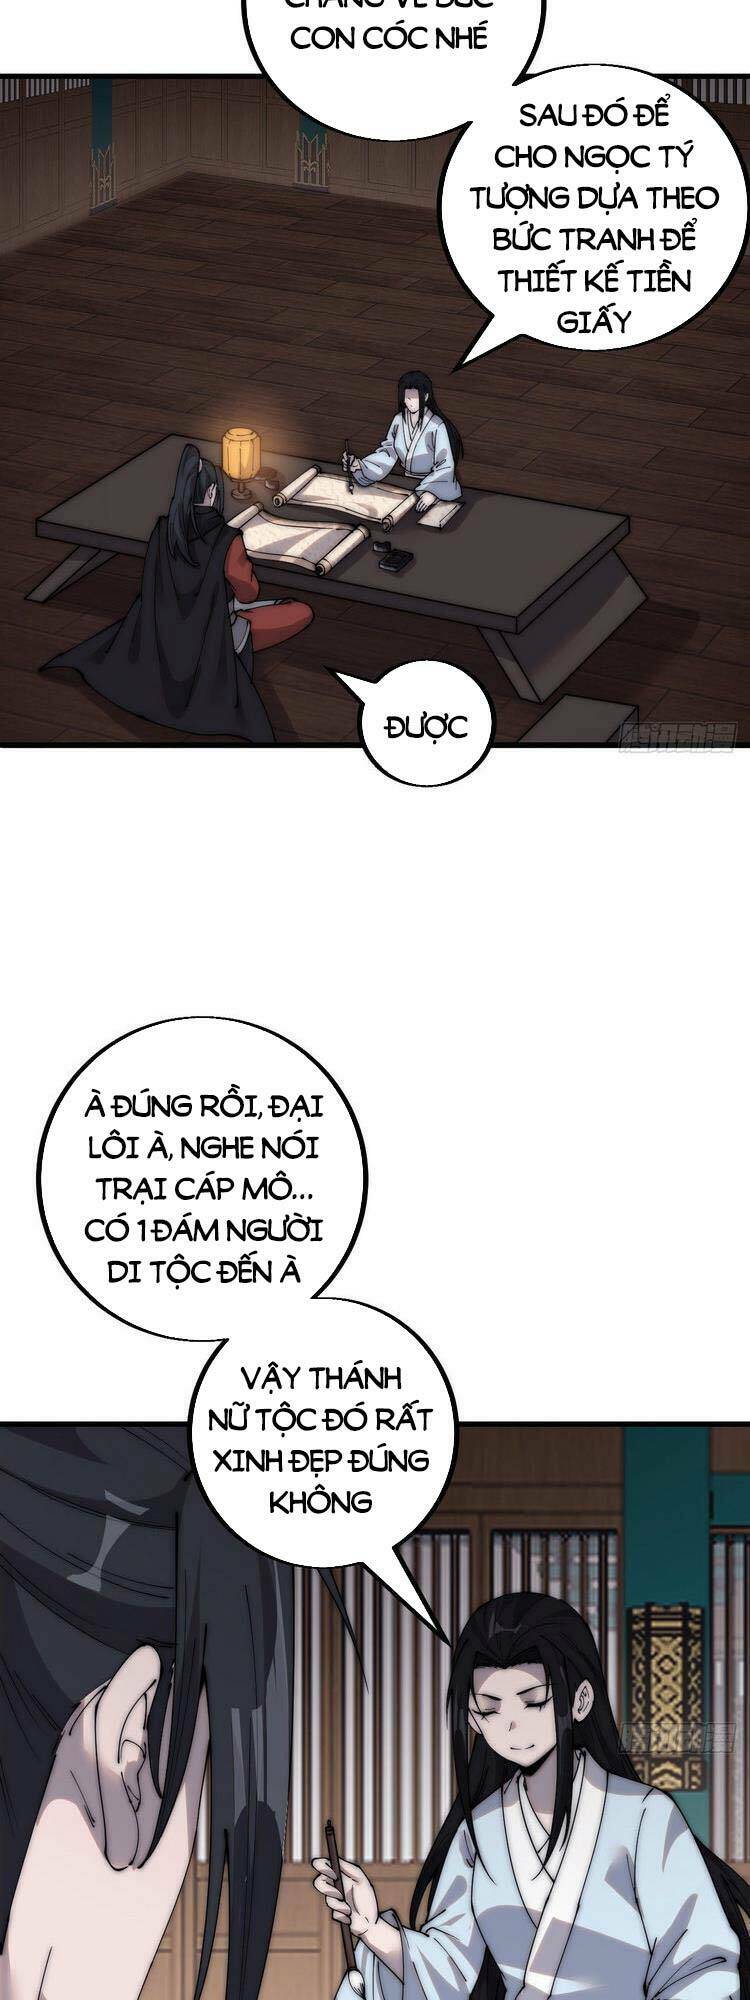 CON CÓC NHÉ
SAU ĐÓ ĐỂ
CHO NGỌC TỶ
TƯỢNG DỰA THEO
BỨC TRANH ĐỂ
THIẾT KẾ TIỀN
GIẤY
ĐƯỢC
À ĐÚNG RỒI, ĐẠI
LÔI À, NGHE NÓI
TRẠI CÁP MÔ...
CÓ 1 ĐÁM NGƯỜI
DI TỘC ĐẾN À
VẬY THÁNH
NỮ TỘC ĐÓ RẤT
XINH ĐẸP ĐÚNG
KHÔNG